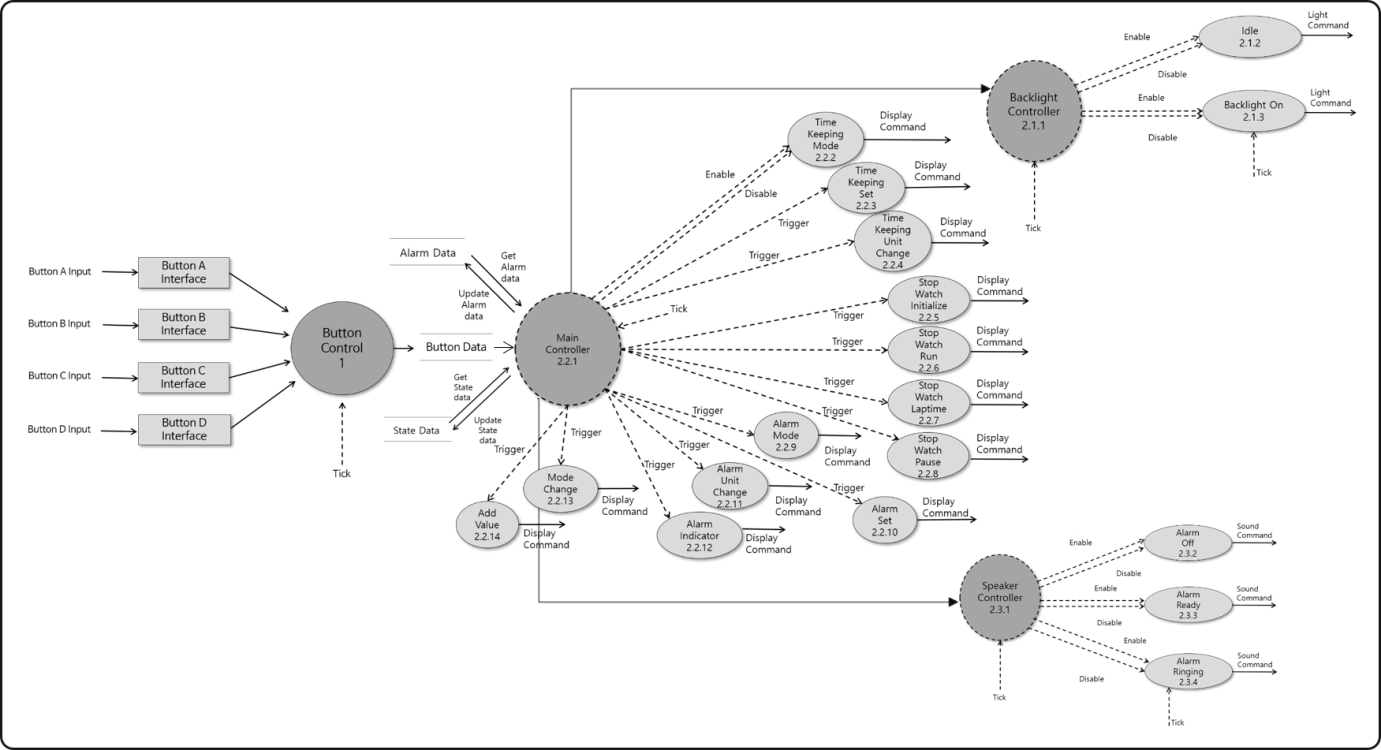 Light
Command
Idle
2.1.2
Enable
Disable
Backlight
Controller
2.1.1
Light
Command
Enable
Backlight On
2.1.3
Disable
Tick
Tick
Time
Keeping
Mode
2.2.2
Display
Command
Enable
Disable
Time
Keeping
Set
2.2.3
Display
Command
Trigger
Time
Keeping
Unit
Change
2.2.4
Display
Command
Trigger
Alarm Data
Get
Alarm
data
Update
Alarm
data
Button A Input
Button A
Interface
Button B Input
Button B
Interface
Button C Input
Button C
Interface
Button D Input
Button D
Interface
Button
Control
1
Tick
Button Data
Main
Controller
2.2.1
Tick
Get
State
data
Update
State
data
State Data
Stop
Watch
Initialize
2.2.5
Display
Command
Trigger
Stop
Watch
Run
2.2.6
Display
Command
Trigger
Stop
Watch
Laptime
2.2.7
Display
Command
Trigger
Stop
Watch
Pause
2.2.8
Display
Command
Trigger
Alarm
Mode
2.2.9
Display
Command
Trigger
Trigger
Trigger
Trigger
Trigger
Trigger
Mode
Change
2.2.13
Display
Command
Add
Value
2.2.14
Display
Command
Alarm
Unit
Change
2.2.11
Display
Command
Alarm
Indicator
2.2.12
Display
Command
Alarm
Set
2.2.10
Display
Command
Speaker
Controller
2.3.1
Tick
Enable
Disable
Alarm
Off
2.3.2
Sound
Command
Enable
Disable
Alarm
Ready
2.3.3
Sound
Command
Enable
Disable
Alarm
Ringing
2.3.4
Sound
Command
Tick